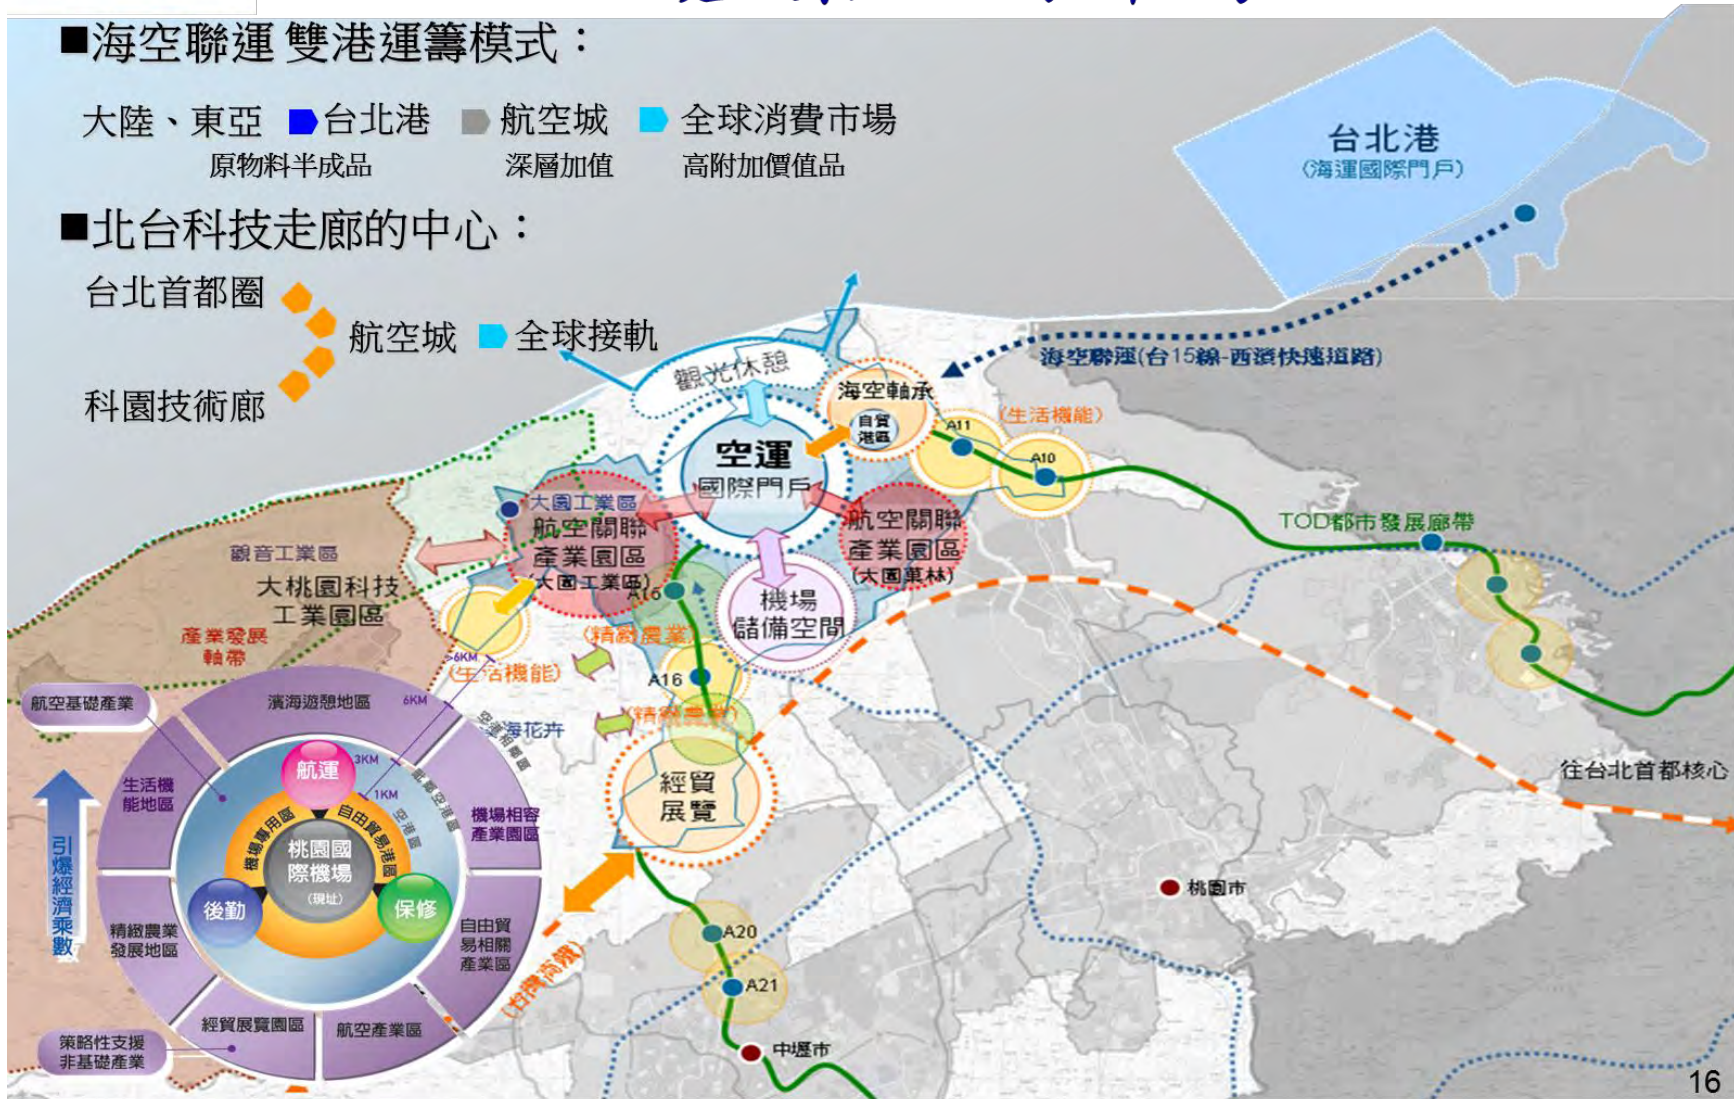 ■海空聯運 雙港運籌模式：
大陸、東亞 台北港 航空城 全球消費市場
原物料半成品 深層加值 高附加價值品
■北台科技走廊的中心：
台北首都圈
航空城 全球接軌
科園技術廊
台北港
(海運國際門戶)
海空聯運(台15線-西濱快速道路)
觀光休憩
海空軸承
自貿
港區
(生活機能)
A11
A10
空運
國際門戶
大園工業區
航空關聯
產業園區
(大園工業區)
航空關聯
產業園區
(大園菓林)
TOD都市發展廊帶
觀音工業區
大桃園科技
工業園區
產業發展
軸帶
A15
機場
儲備空間
(精緻農業)
(生活機能)
A16
(精緻農業)
海花卉
經貿
展覽
往台北首都核心
桃園市
A20
A21
中壢市
航空基礎產業
濱海遊憩地區
>6KM
6KM
3KM
1KM
空港相鄰區
配屬空港區
空港區
生活機
能地區
機場相容
產業園區
航運
機場專用區
自由貿易港區
桃園國
際機場
(現址)
後勤
保修
引爆經濟乘數
精緻農業
發展地區
自由貿
易相關
產業區
經貿展覽園區
航空產業區
策略性支援
非基礎產業
16